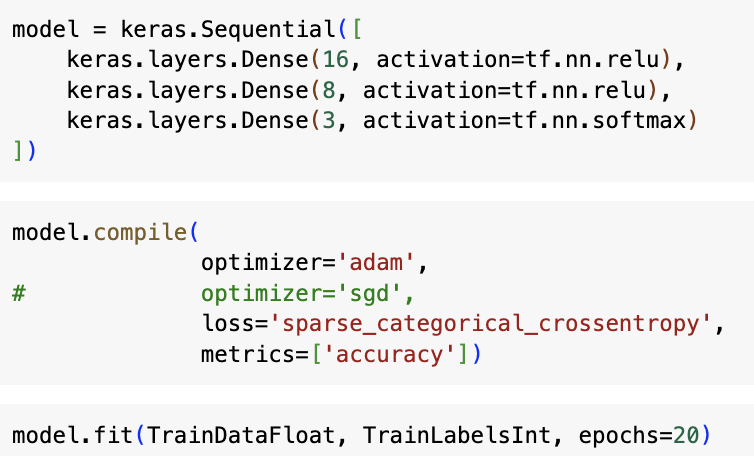 model = keras.Sequential([
    keras.layers.Dense(16, activation=tf.nn.relu),
    keras.layers.Dense(8, activation=tf.nn.relu),
    keras.layers.Dense(3, activation=tf.nn.softmax)
])
model.compile(
              optimizer='adam',
#             optimizer='sgd',
              loss='sparse_categorical_crossentropy',
              metrics=['accuracy'])
model.fit(TrainDataFloat, TrainLabelsInt, epochs=20)